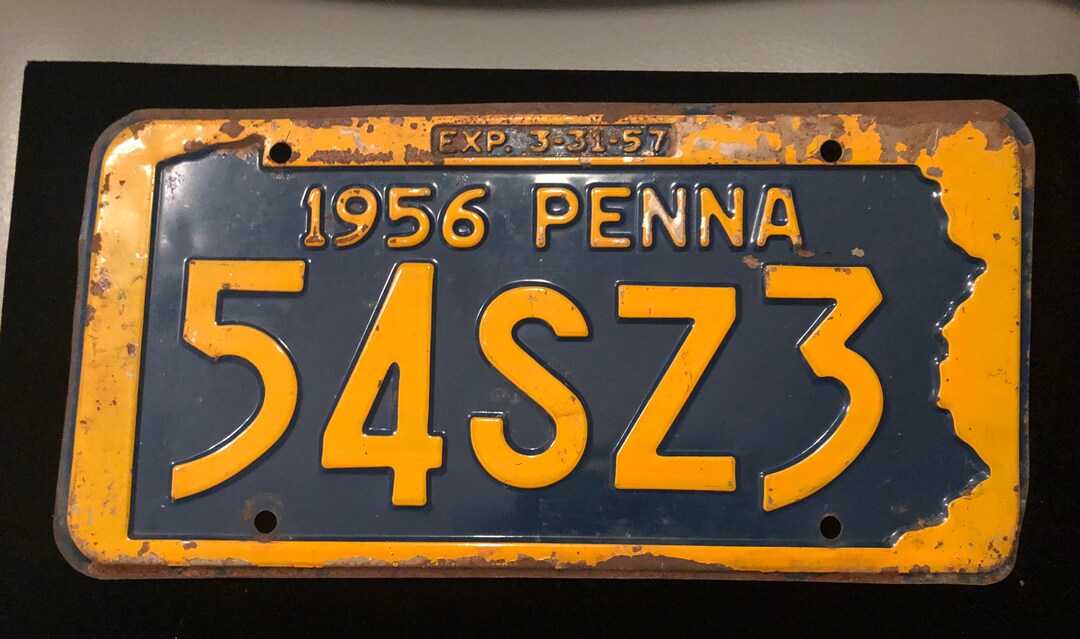 EXP. 3-31-57
1956 PENNA
54SZ3